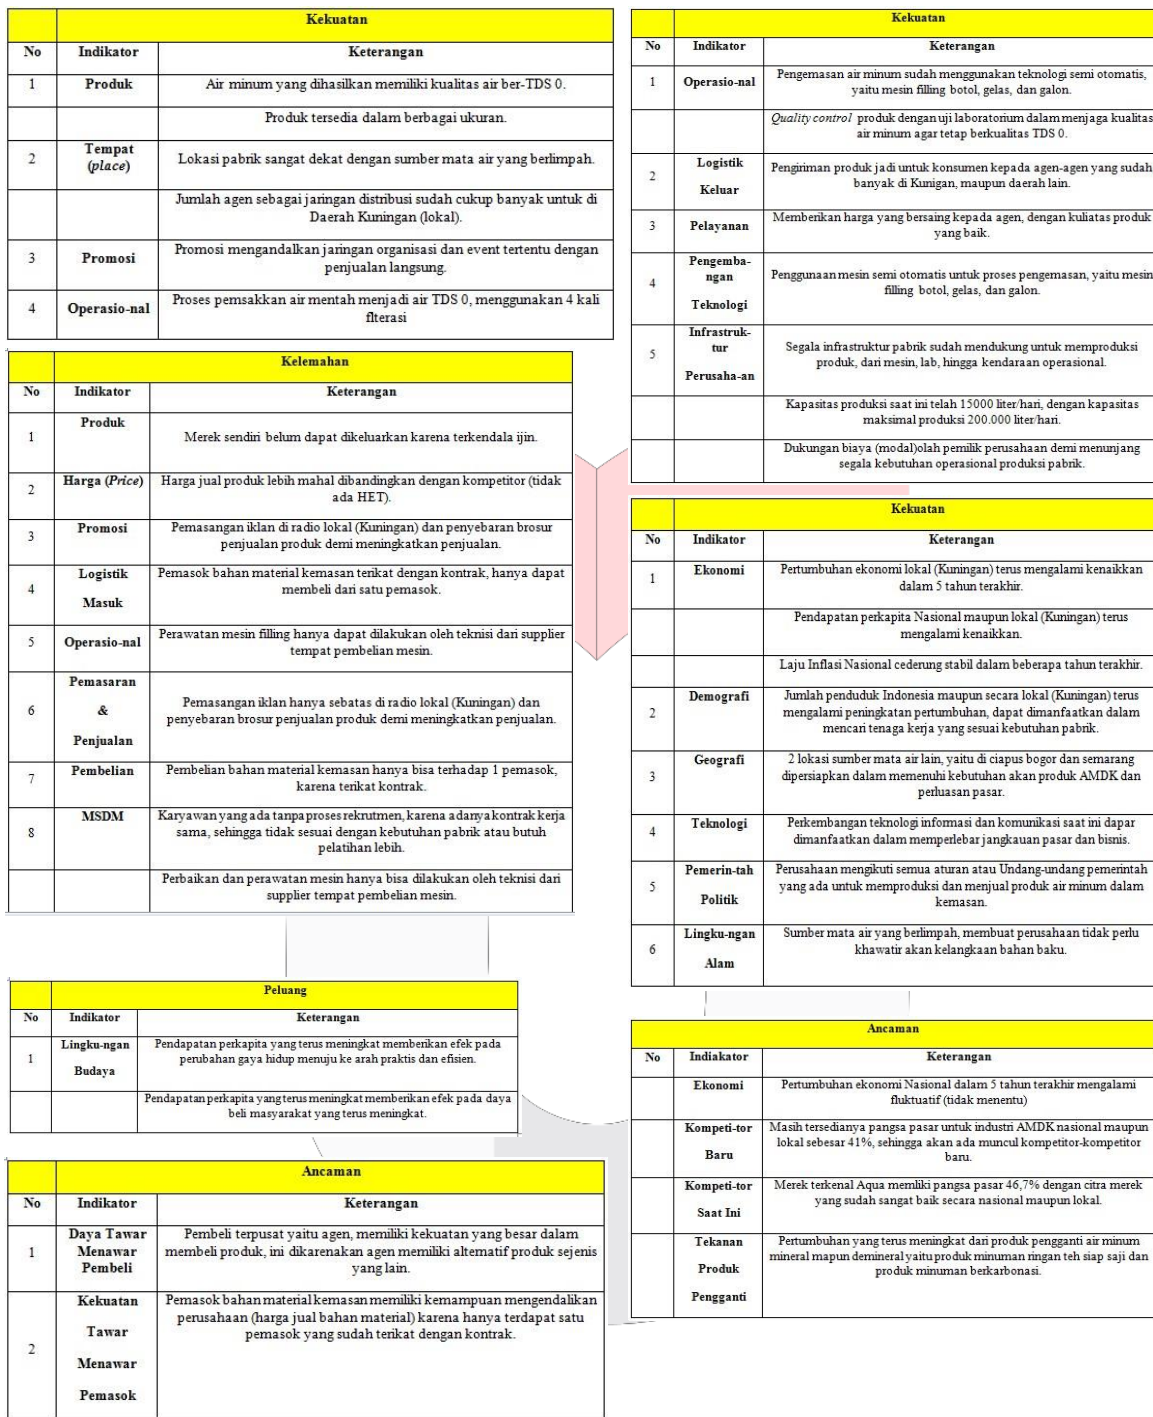 Kekuatan
No Indikator Keterangan
1 Produk Air minum yang dihasilkan memiliki kualitas air ber-TDS 0.
Produk tersedia dalam berbagai ukuran.
2 Tempat (place) Lokasi pabrik sangat dekat dengan sumber mata air yang berlimpah.
Jumlah agen sebagai jaringan distribusi sudah cukup banyak untuk di
Daerah Kuningan (lokal).
3 Promosi Promosi mengandalkan jaringan organisasi dan event tertentu dengan
penjualan langsung.
4 Operasio-nal Proses pemsakkan air mentah menjadi air TDS 0, menggunakan 4 kali
flterasi
Kelemahan
No Indikator Keterangan
1 Produk Merek sendiri belum dapat dikeluarkan karena terkendala ijin.
2 Harga (Price) Harga jual produk lebih mahal dibandingkan dengan kompetitor (tidak
ada HET).
3 Promosi Pemasangan iklan di radio lokal (Kuningan) dan penyebaran brosur
penjualan produk demi meningkatkan penjualan.
4 Logistik Pemasok bahan material kemasan terikat dengan kontrak, hanya dapat
Masuk membeli dari satu pemasok.
5 Operasio-nal Perawatan mesin filling hanya dapat dilakukan oleh teknisi dari supplier
tempat pembelian mesin.
6 Pemasaran
& Pemasangan iklan hanya sebatas di radio lokal (Kuningan) dan
Penjualan penyebaran brosur penjualan produk demi meningkatkan penjualan.
7 Pembelian Pembelian bahan material kemasan hanya bisa terhadap 1 pemasok,
karena terikat kontrak.
8 MSDM Karyawan yang ada tanpa proses rekrutmen, karena adanya kontrak kerja
sama, sehingga tidak sesuai dengan kebutuhan pabrik atau butuh
pelatihan lebih.
Perbaikan dan perawatan mesin hanya bisa dilakukan oleh teknisi dari
supplier tempat pembelian mesin.
Peluang
No Indikator Keterangan
1 Lingku-ngan Pendapatan perkapita yang terus meningkat memberikan efek pada
Budaya perubahan gaya hidup menuju ke arah praktis dan efisien.
Pendapatan perkapita yang terus meningkat memberikan efek pada daya
beli masyarakat yang terus meningkat.
Ancaman
No Indikator Keterangan
1 Daya Tawar Pembeli terpusat yaitu agen, memiliki kekuatan yang besar dalam
Menawar membeli produk, ini dikarenakan agen memiliki alternatif produk sejenis
Pembeli yang lain.
2 Kekuatan Pemasok bahan material kemasan memiliki kemampuan mengendalikan
perusahaan (harga jual bahan material) karena hanya terdapat satu
Tawar pemasok yang sudah terikat dengan kontrak.
Menawar
Pemasok
Kekuatan
No Indikator Keterangan
1 Operasio-nal Pengemasan air minum sudah menggunakan teknologi semi otomatis,
yaitu mesin filling botol, gelas, dan galon.
Quality control produk dengan uji laboratorium dalam menjaga kualitas
air minum agar tetap berkualitas TDS 0.
2 Logistik Pengiriman produk jadi untuk konsumen kepada agen-agen yang sudah
Keluar banyak di Kunigan, maupun daerah lain.
3 Pelayanan Memberikan harga yang bersaing kepada agen, dengan kuliatas produk
yang baik.
4 Pengemba-
ngan Penggunaan mesin semi otomatis untuk proses pengemasan, yaitu mesin
Teknologi filling botol, gelas, dan galon.
5 Infrastruk-
tur Segala infrastruktur pabrik sudah mendukung untuk memproduksi
Perusaha-an produk, dari mesin, lab, hingga kendaraan operasional.
Kapasitas produksi saat ini telah 15000 liter/hari, dengan kapasitas
maksimal produksi 200.000 liter/hari.
Dukungan biaya (modal)olah pemilik perusahaan demi menunjang
segala kebutuhan operasional produksi pabrik.
Kekuatan
No Indikator Keterangan
1 Ekonomi Pertumbuhan ekonomi lokal (Kuningan) terus mengalami kenaikkan
dalam 5 tahun terakhir.
Pendapatan perkapita Nasional maupun lokal (Kuningan) terus
mengalami kenaikkan.
Laju Inflasi Nasional cederung stabil dalam beberapa tahun terakhir.
2 Demografi Jumlah penduduk Indonesia maupun secara lokal (Kuningan) terus
mengalami peningkatan pertumbuhan, dapat dimanfaatkan dalam
mencari tenaga kerja yang sesuai kebutuhan pabrik.
3 Geografi 2 lokasi sumber mata air lain, yaitu di ciapus bogor dan semarang
dipersiapkan dalam memenuhi kebutuhan akan produk AMDK dan
perluasan pasar.
4 Teknologi Perkembangan teknologi informasi dan komunikasi saat ini dapar
dimanfaatkan dalam memperlebar jangkauan pasar dan bisnis.
5 Pemerin-tah Perusahaan mengikuti semua aturan atau Undang-undang pemerintah
Politik yang ada untuk memproduksi dan menjual produk air minum dalam
kemasan.
6 Lingku-ngan Sumber mata air yang berlimpah, membuat perusahaan tidak perlu
Alam khawatir akan kelangkaan bahan baku.
Ancaman
No Indiakator Keterangan
Ekonomi Pertumbuhan ekonomi Nasional dalam 5 tahun terakhir mengalami
fluktuatif (tidak menentu)
Kompeti-tor Masih tersedianya pangsa pasar untuk industri AMDK nasional maupun
Baru lokal sebesar 41%, sehingga akan ada muncul kompetitor-kompetitor
baru.
Kompeti-tor Merek terkenal Aqua memliki pangsa pasar 46,7% dengan citra merek
Saat Ini yang sudah sangat baik secara nasional maupun lokal.
Tekanan Pertumbuhan yang terus meningkat dari produk pengganti air minum
Produk mineral mapun demineral yaitu produk minuman ringan teh siap saji dan
Pengganti produk minuman berkarbonasi.